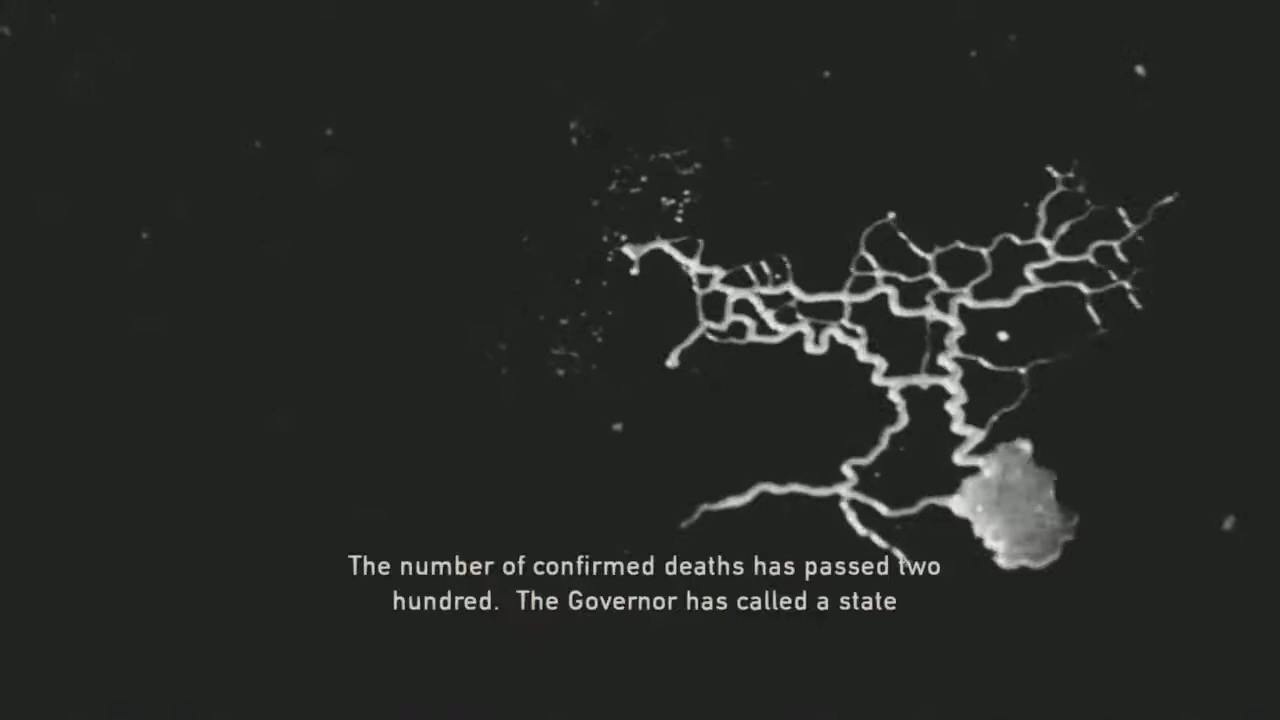 The number of confirmed deaths has passed two
hundred.  The Governor has called a state